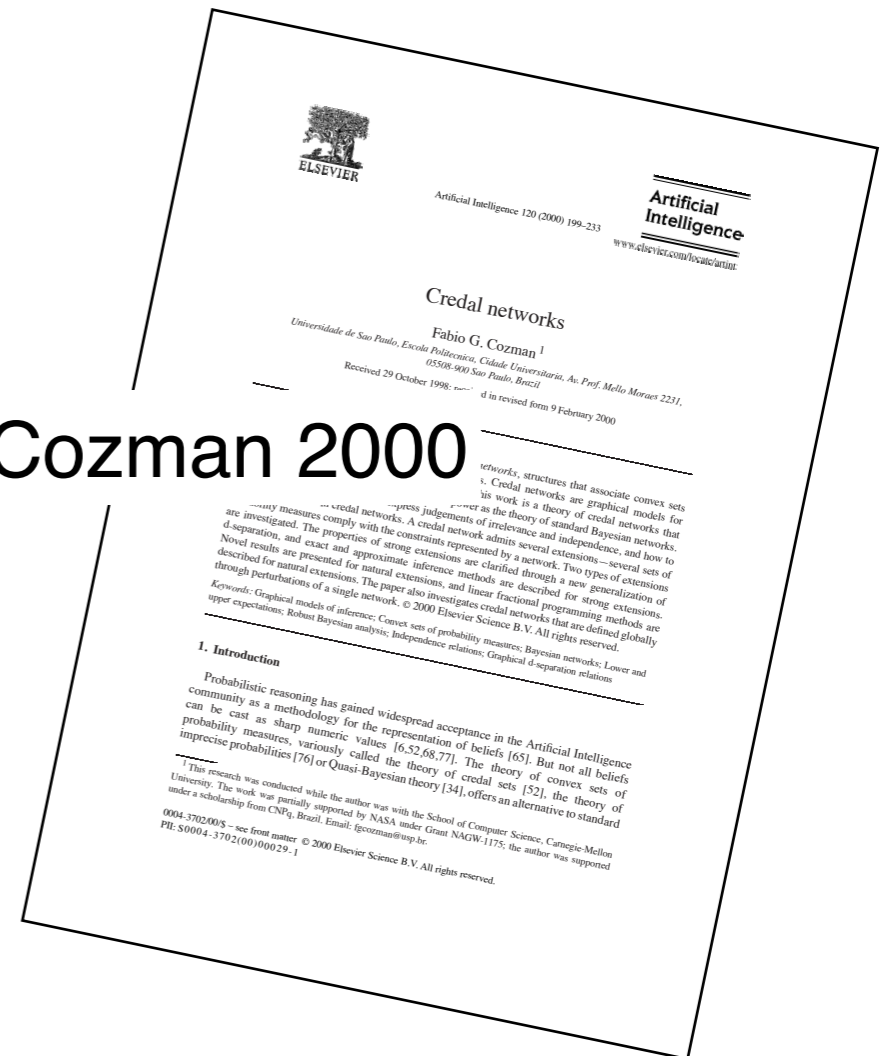 ELSEVIER
Artificial Intelligence 120 (2000) 199–233
Artificial
Intelligence
www.elsevier.com/locate/artint
Credal networks
Fabio G. Cozman 1
Universidade de Sao Paulo, Escola Politecnica, Cidade Universitaria, Av. Prof. Mello Moraes 2231,
05508-900 Sao Paulo, Brazil
Received 29 October 1998; d in revised form 9 February 2000
Cozman 2000
networks, structures that associate convex sets
s. Credal networks are graphical models for
his work is a theory of credal networks that
power as the theory of standard Bayesian networks.
credal networks. A credal network express judgements of irrelevance and independence, and how to
ility measures comply with the constraints represented by a network. admits several extensions—several sets of
are investigated. The properties of strong extensions are clarified through a new generalization of Two types of extensions
d-separation, and exact and approximate inference methods are described for strong extensions.
Novel results are presented for natural extensions, and linear fractional programming methods are
described for natural extensions. The paper also investigates credal networks that are defined globally
through perturbations of a single network. © 2000 Elsevier Science B.V. All rights reserved.
Keywords: Graphical models of inference; Convex sets of probability measures; Bayesian networks; Lower and
upper expectations; Robust Bayesian analysis; Independence relations; Graphical d-separation relations
1. Introduction
Probabilistic reasoning has gained widespread acceptance in the Artificial Intelligence
community as a methodology for the representation of beliefs [65]. But not all beliefs
can be cast as sharp numeric values [6,52,68,77]. The theory of convex sets of
probability measures, variously called the theory of credal sets [52], the theory of
imprecise probabilities [76] or Quasi-Bayesian theory [34], offers an alternative to standard
1 This research was conducted while the author was with the School of Computer Science, Carnegie-Mellon
University. The work was partially supported by NASA under Grant NAGW-1175; the author was supported
under a scholarship from CNPq, Brazil. Email: fgcozman@usp.br.
0004-3702/00/$ – see front matter © 2000 Elsevier Science B.V. All rights reserved.
PII: S0004-3702(00)00029-1